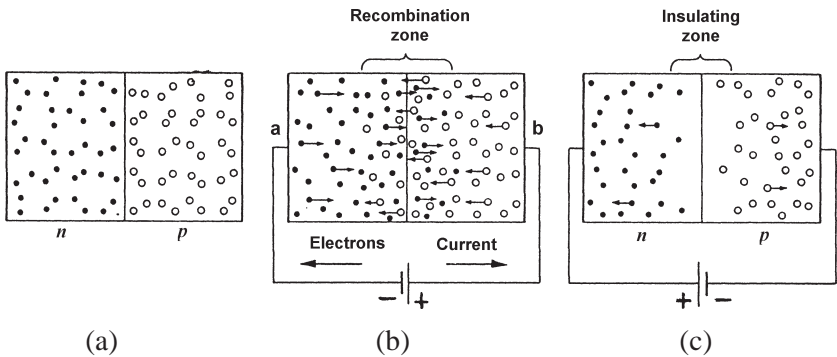 Recombination
zone
Insulating
zone
a
b
n
p
Electrons
Current
n
p
− +
+ −
(a)
(b)
(c)